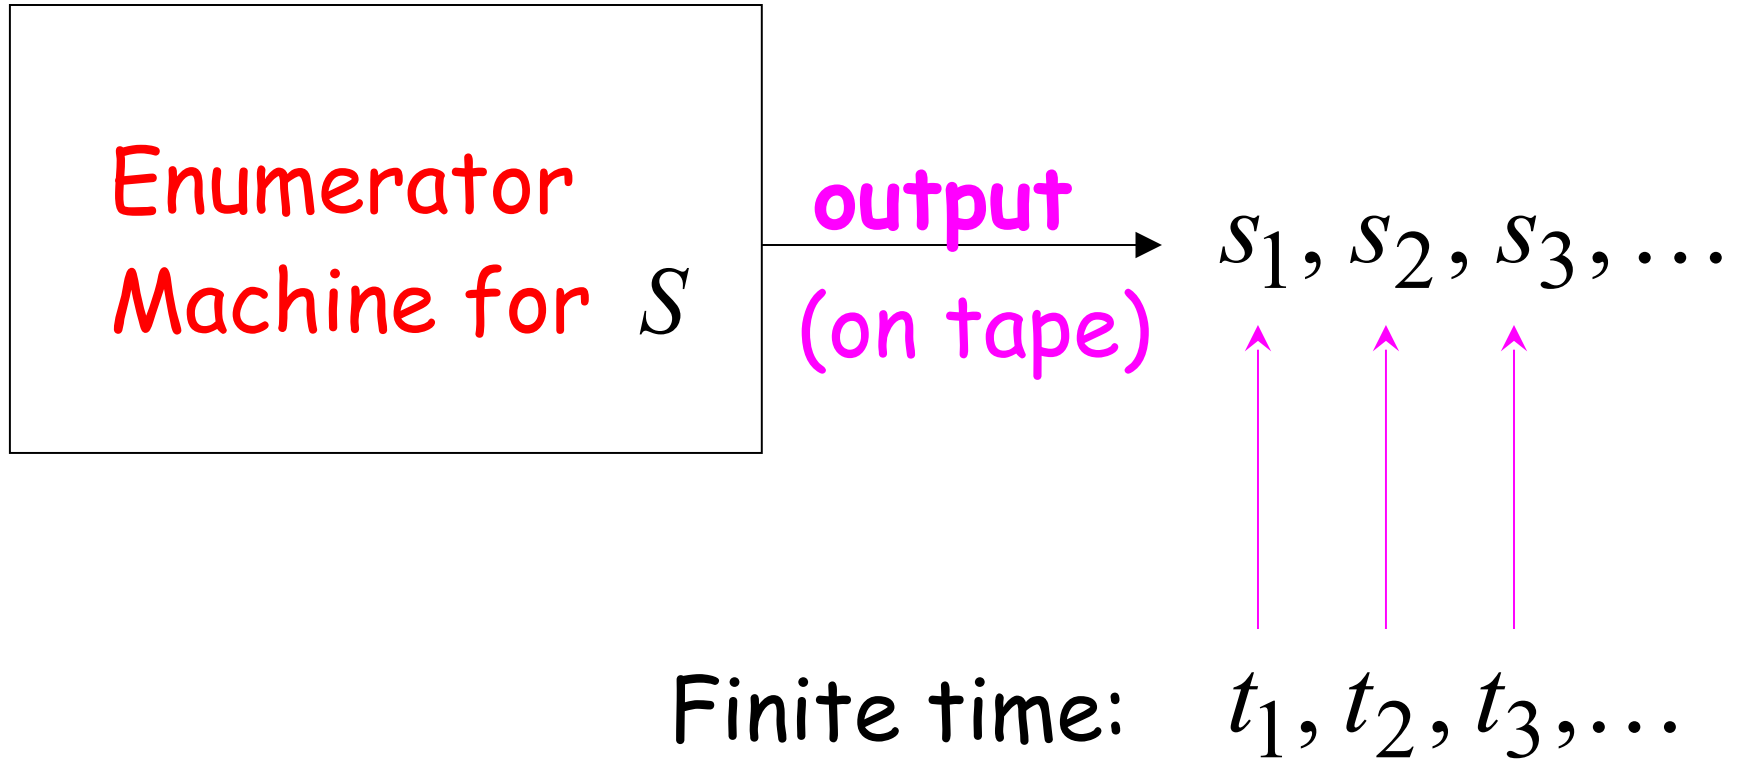 Enumerator
Machine for S
output
(on tape)
s₁, s₂, s₃, …
Finite time: t₁, t₂, t₃, …